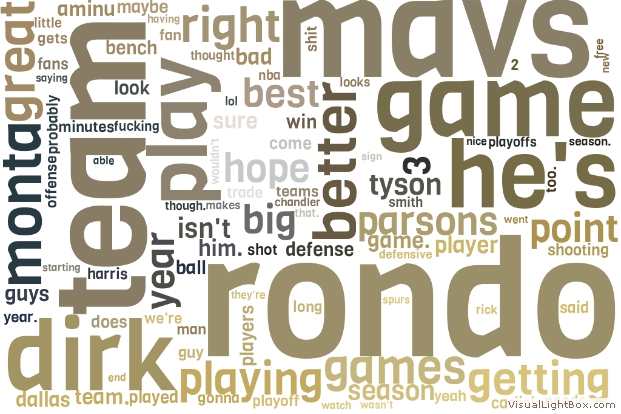 little
aminu
maybe
having
fan
right
shit
mavs
2
free
new
great
gets
fans
saying
team
bench
thought
bad
nba
look
play
lol
best
looks
game
offense
probably
minutes
fucking
sure
win
better
nice
playoffs
season.
monta
able
wouldn't
come
hope
sign
3
he's
too.
trade
teams
tyson
smith
though.
makes
chandler
that.
isn't
big
parsons
went
point
year
him.
shot
defense
game.
player
defensive
shooting
starting
harris
ball
guys
rondo
they're
long
spurs
rick
said
year.
does
we're
man
players
dirk
guy
end
playing
games
season
getting
dallas
team.
played
gonna
playoff
watch
wasn't
yeah
VisualLightBox.com